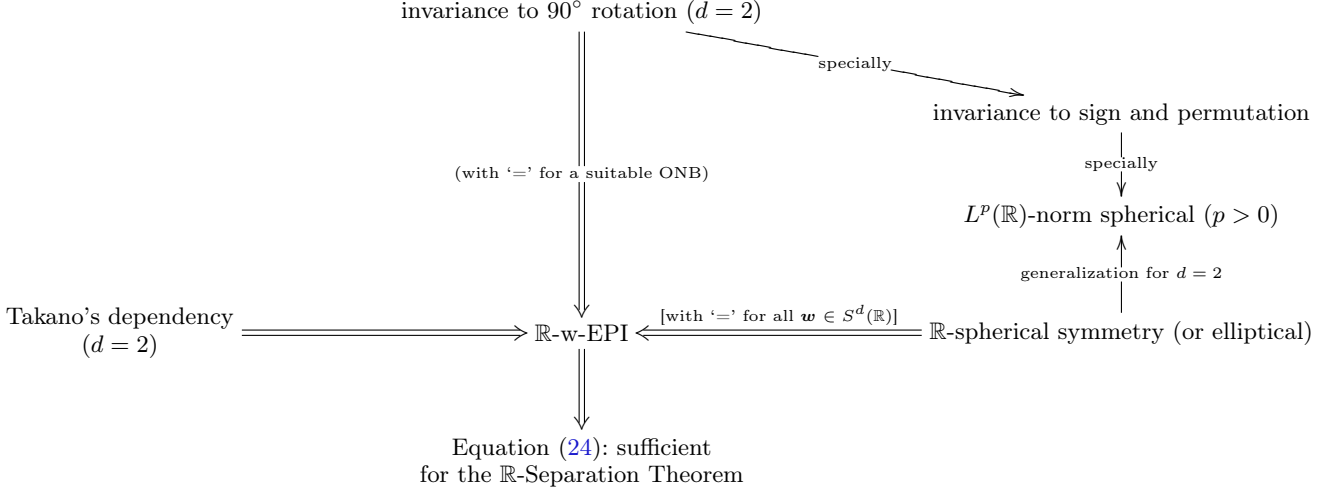 invariance to 90° rotation (d = 2)
specially
invariance to sign and permutation
(with ‘=’ for a suitable ONB)
specially
Lᵖ(ℝ)-norm spherical (p > 0)
generalization for d = 2
Takano’s dependency
(d = 2)
ℝ-w-EPI
[with ‘=’ for all w ∈ Sᵈ(ℝ)]
ℝ-spherical symmetry (or elliptical)
Equation (24): sufficient
for the ℝ-Separation Theorem